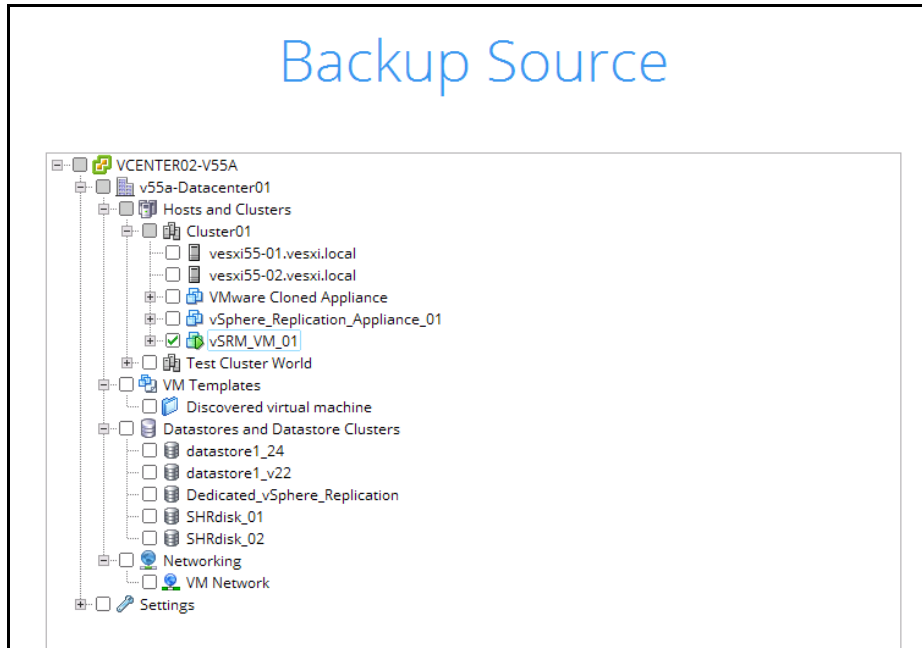 Backup Source
VCENTER02-V55A
v55a-Datacenter01
Hosts and Clusters
Cluster01
vesxi55-01.vesxi.local
vesxi55-02.vesxi.local
VMware Cloned Appliance
vSphere_Replication_Appliance_01
vSRM_VM_01
Test Cluster World
VM Templates
Discovered virtual machine
Datastores and Datastore Clusters
datastore1_24
datastore1_v22
Dedicated_vSphere_Replication
SHRdisk_01
SHRdisk_02
Networking
VM Network
Settings